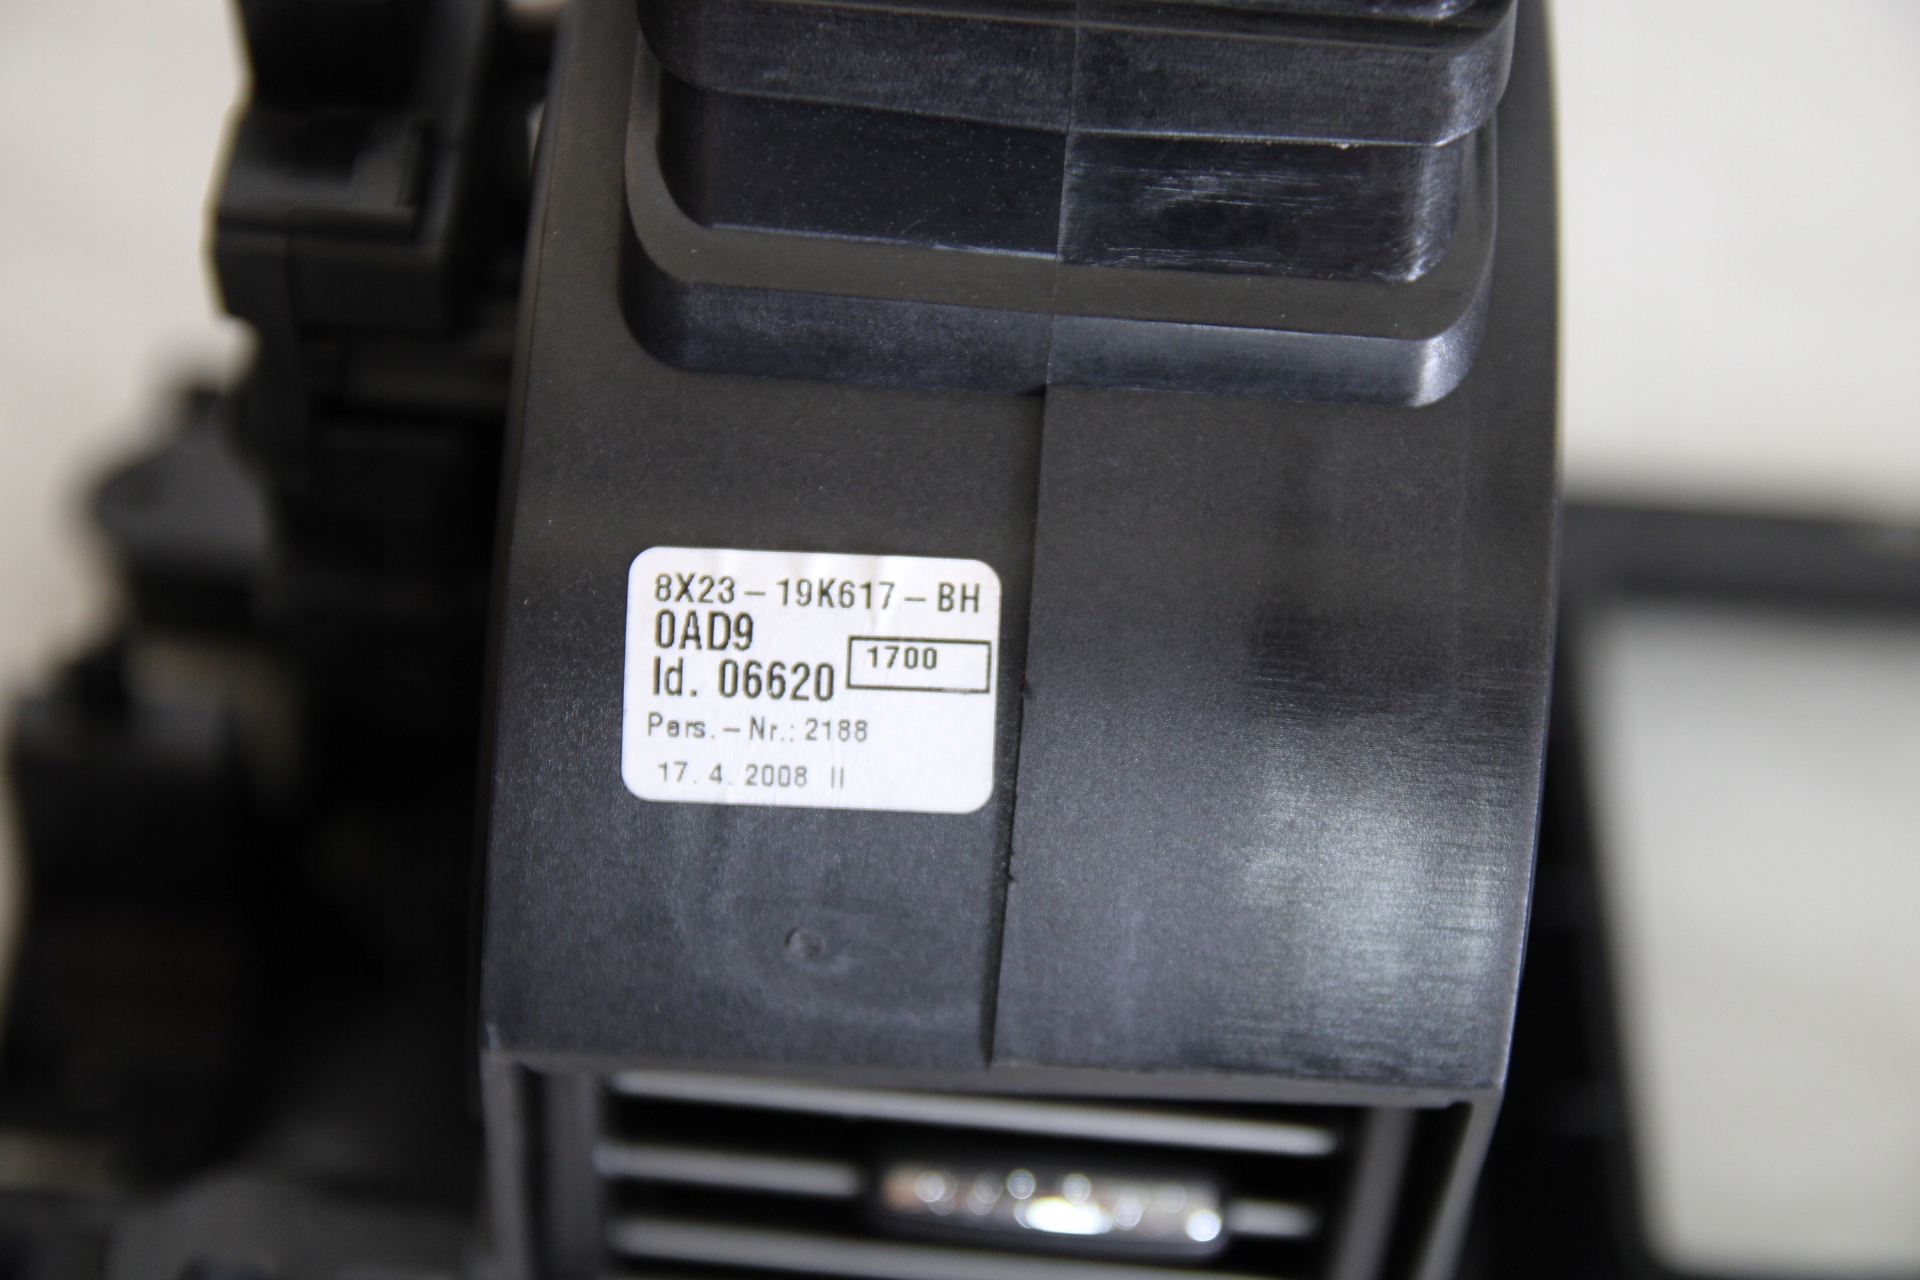 8X23-19K617-BH
0AD9
1700
Id. 06620
Pers.-Nr.: 2188
17.4.2008 II